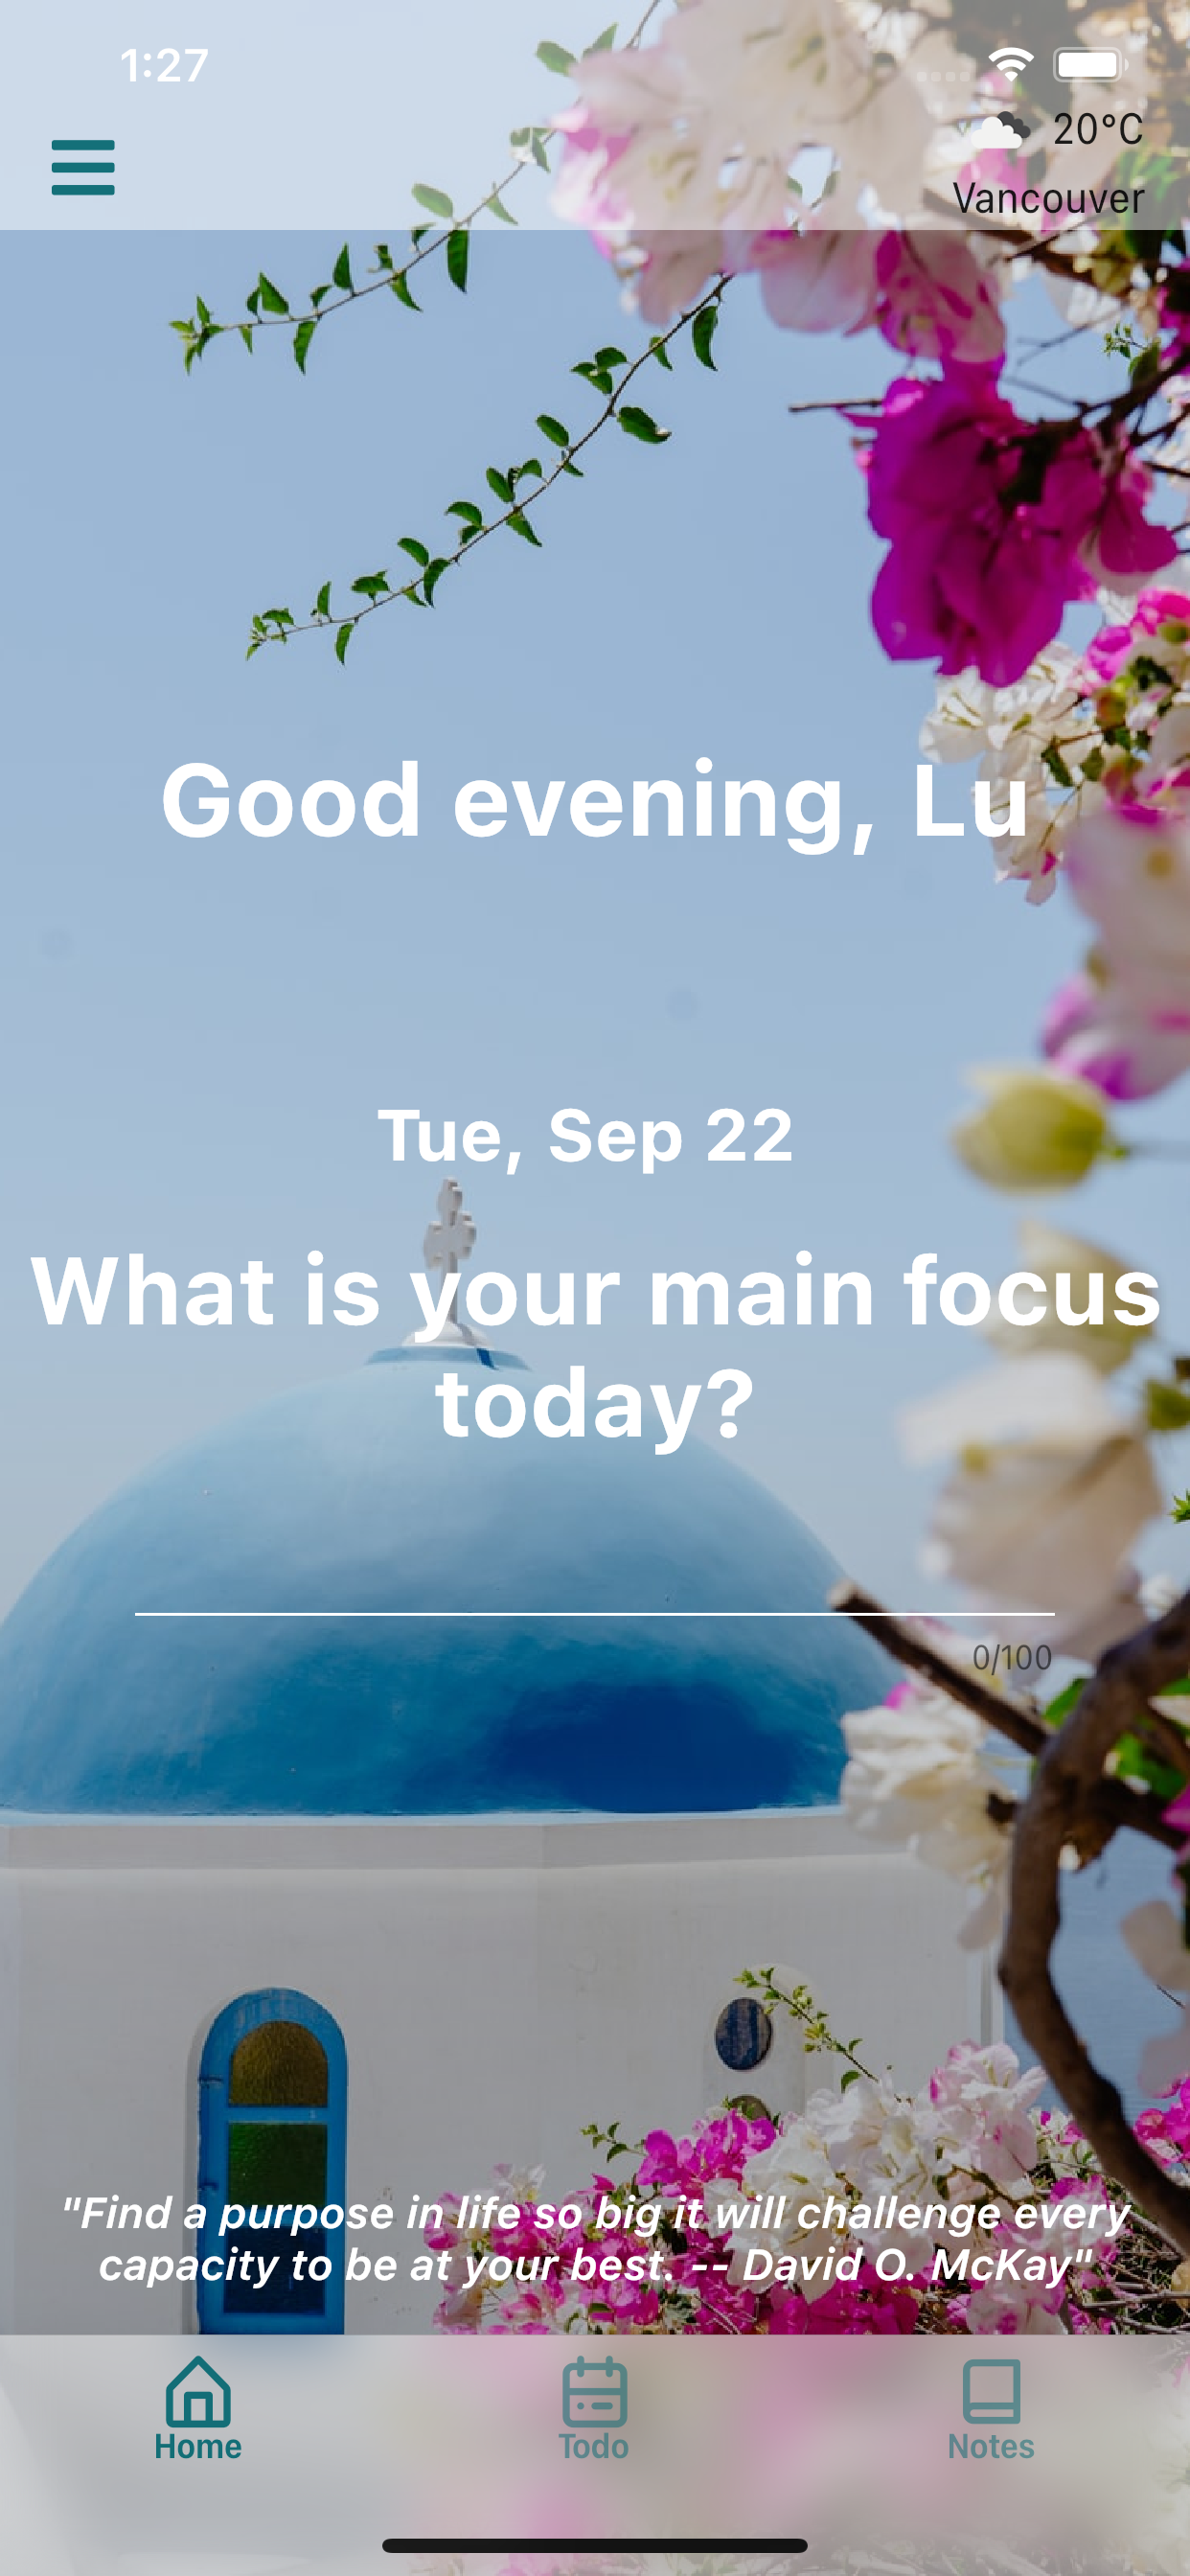 1:27
20°C
Vancouver
Good evening, Lu
Tue, Sep 22
What is your main focus
today?
0/100
"Find a purpose in life so big it will challenge every
capacity to be at your best. -- David O. McKay"
Home
Todo
Notes